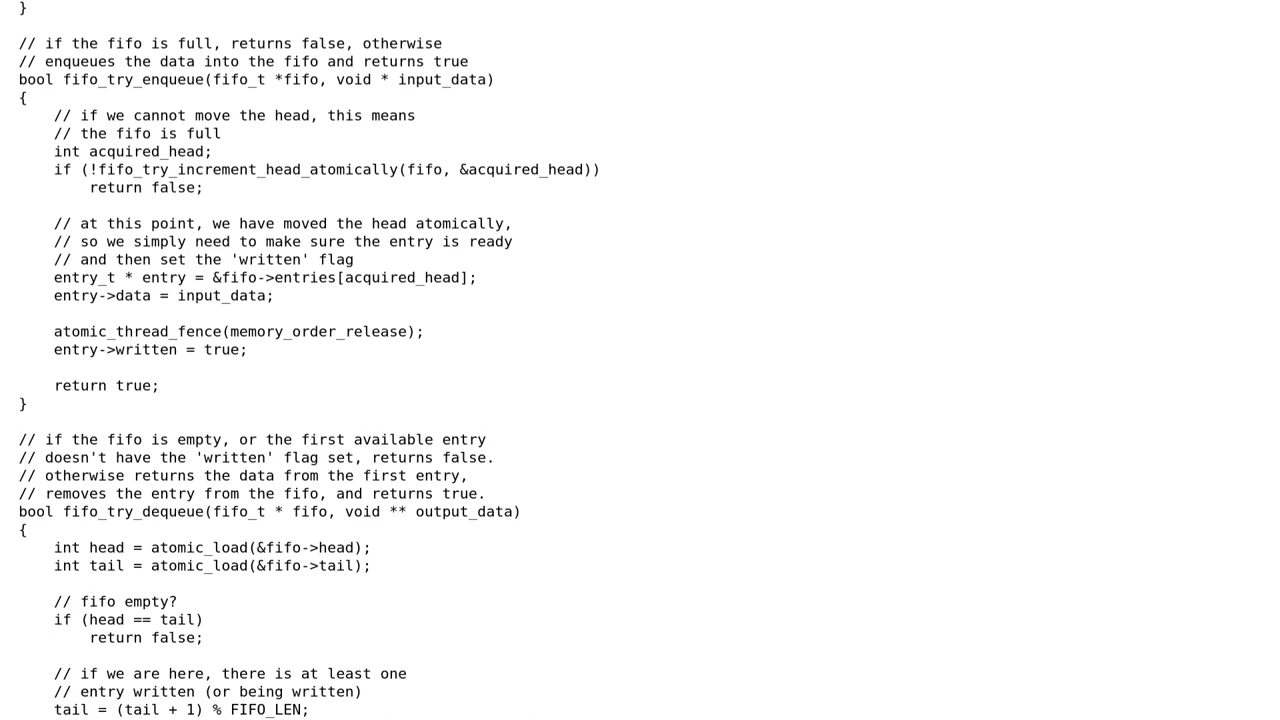 }

// if the fifo is full, returns false, otherwise
// enqueues the data into the fifo and returns true
bool fifo_try_enqueue(fifo_t *fifo, void * input_data)
{
    // if we cannot move the head, this means
    // the fifo is full
    int acquired_head;
    if (!fifo_try_increment_head_atomically(fifo, &acquired_head))
        return false;

    // at this point, we have moved the head atomically,
    // so we simply need to make sure the entry is ready
    // and then set the 'written' flag
    entry_t * entry = &fifo->entries[acquired_head];
    entry->data = input_data;

    atomic_thread_fence(memory_order_release);
    entry->written = true;

    return true;
}

// if the fifo is empty, or the first available entry
// doesn't have the 'written' flag set, returns false.
// otherwise returns the data from the first entry,
// removes the entry from the fifo, and returns true.
bool fifo_try_dequeue(fifo_t * fifo, void ** output_data)
{
    int head = atomic_load(&fifo->head);
    int tail = atomic_load(&fifo->tail);

    // fifo empty?
    if (head == tail)
        return false;

    // if we are here, there is at least one
    // entry written (or being written)
    tail = (tail + 1) % FIFO_LEN;